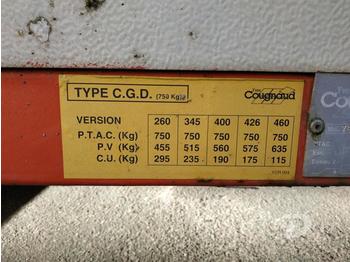 TYPE C.G.D. (750 Kg)
Cougnaud
VERSION 260 345 400 426 460
P.T.A.C. (Kg) 750 750 750 750 750
P.V (Kg) 455 515 560 575 635
C.U. (Kg) 295 235 190 175 115